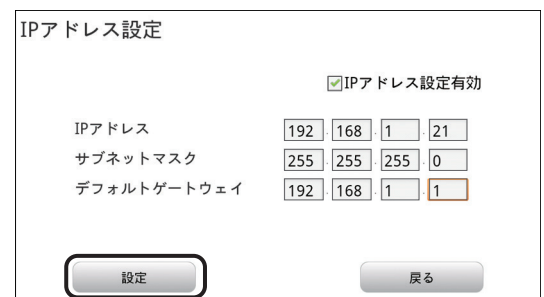 IPアドレス設定
IPアドレス設定有効
IPアドレス 192 . 168 . 1 . 21
サブネットマスク 255 . 255 . 255 . 0
デフォルトゲートウェイ 192 . 168 . 1 . 1
設定 戻る